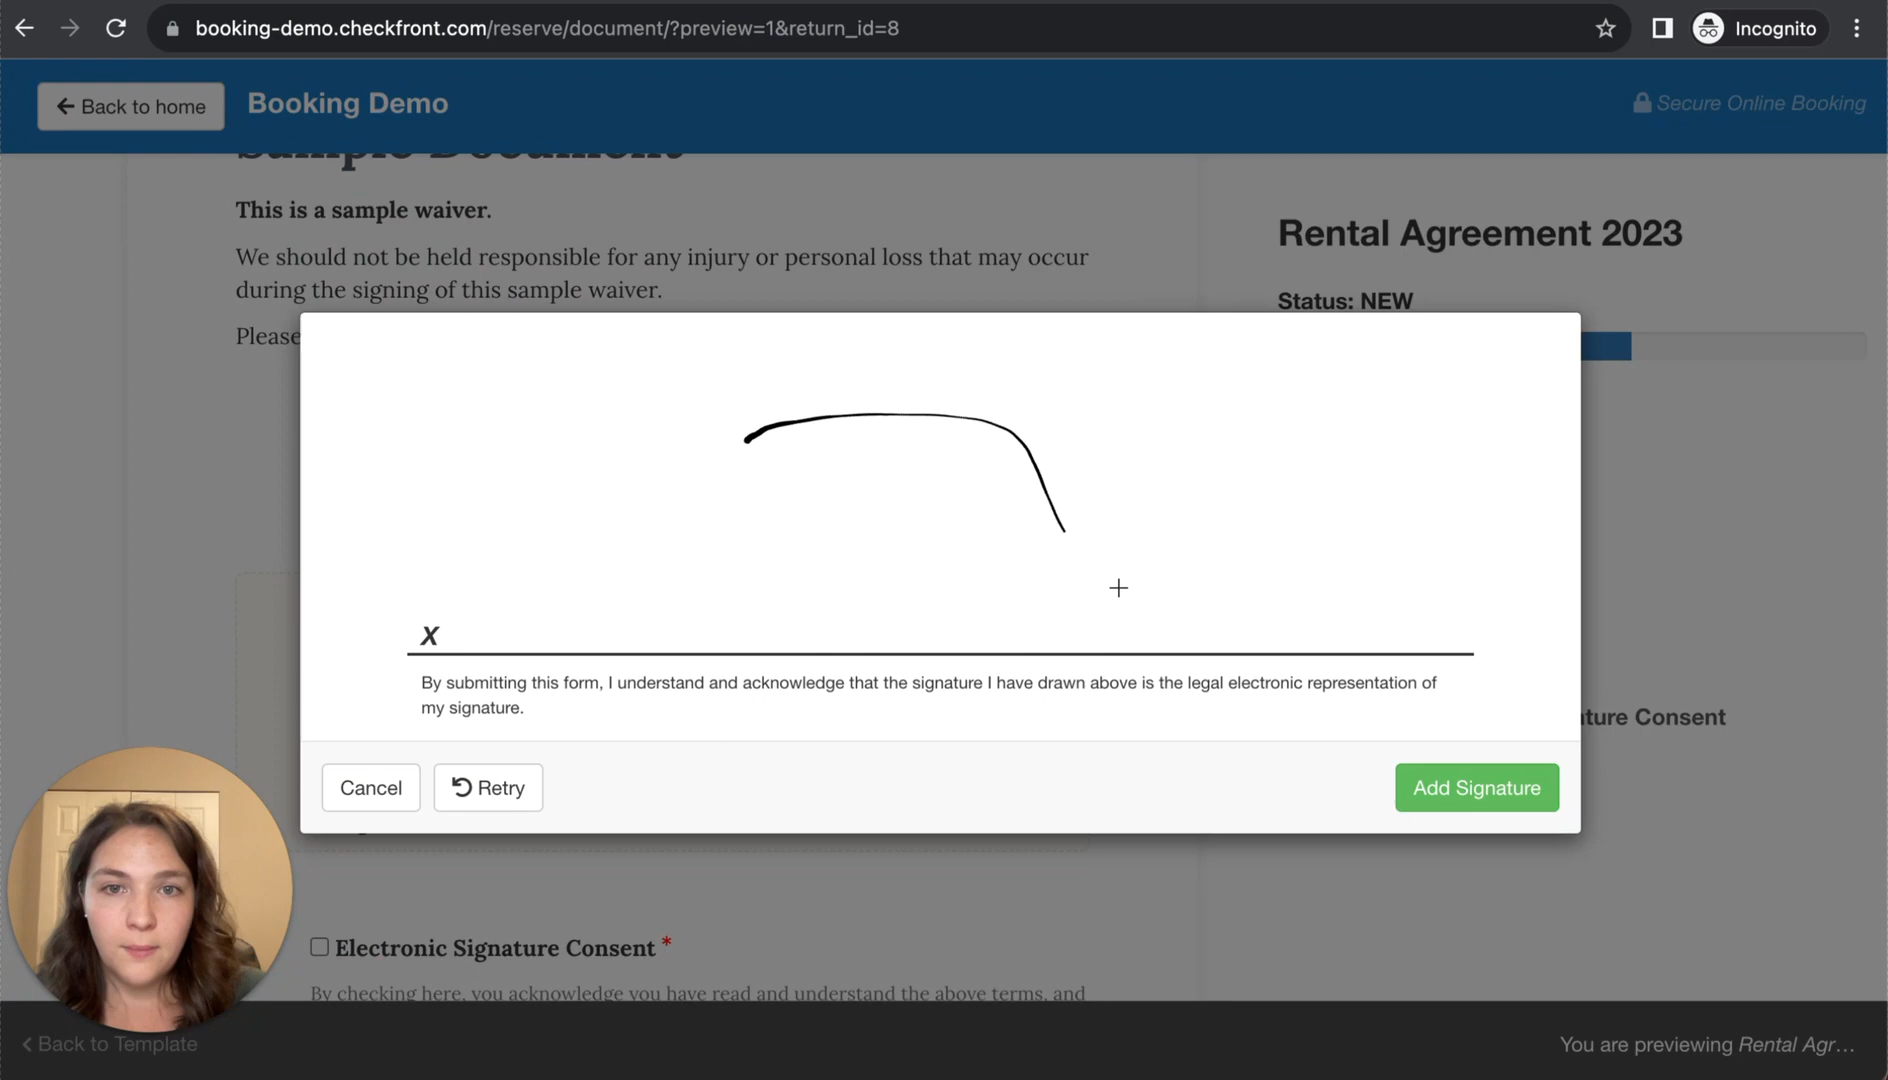 booking-demo.checkfront.com/reserve/document/?preview=1&return_id=8
Incognito
Back to home
Booking Demo
Secure Online Booking
Sample Document
This is a sample waiver.
We should not be held responsible for any injury or personal loss that may occur
during the signing of this sample waiver.
Please
Rental Agreement 2023
Status: NEW
X
By submitting this form, I understand and acknowledge that the signature I have drawn above is the legal electronic representation of
my signature.
ture Consent
Cancel
Retry
Add Signature
Electronic Signature Consent *
By checking here, you acknowledge you have read and understand the above terms, and
Back to Template
You are previewing Rental Agr…